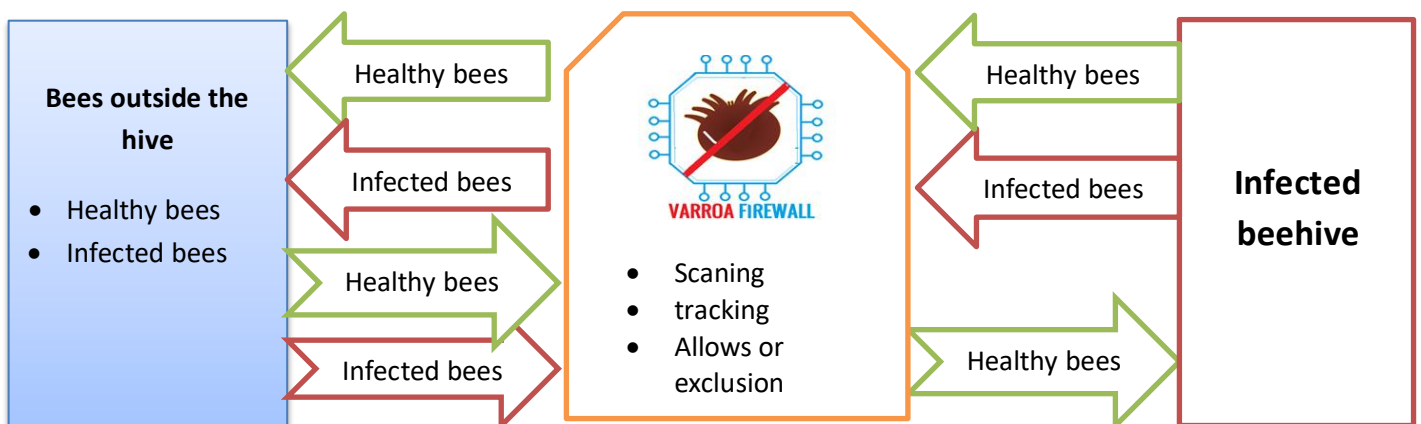 Bees outside the
hive
• Healthy bees
• Infected bees
Healthy bees
Infected bees
Healthy bees
Infected bees
VARROA FIREWALL
• Scaning
• tracking
• Allows or
exclusion
Healthy bees
Infected bees
Healthy bees
Infected
beehive